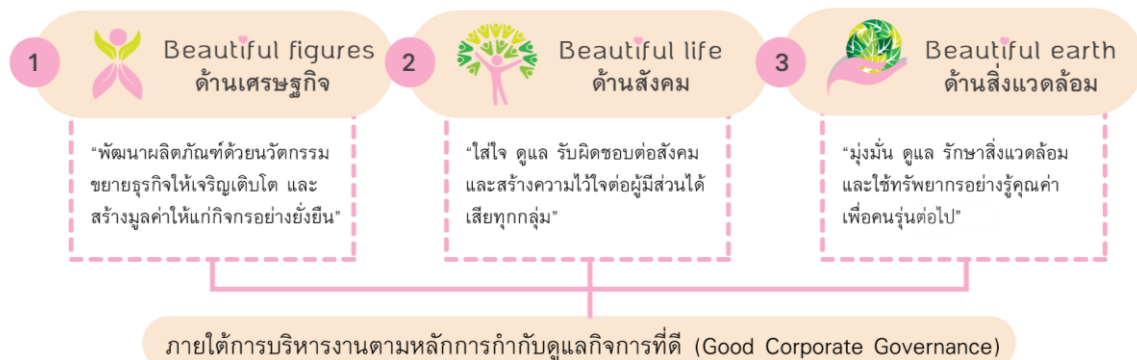 1
Beautiful figures
ด้านเศรษฐกิจ
"พัฒนาผลิตภัณฑ์ด้วยนวัตกรรม
ขยายธุรกิจให้เจริญเติบโต และ
สร้างมูลค่าให้แก่กิจกรอย่างยั่งยืน"
2
Beautiful life
ด้านสังคม
"ใส่ใจ ดูแล รับผิดชอบต่อสังคม
และสร้างความไว้ใจต่อผู้มีส่วนได้
เสียทุกกลุ่ม"
3
Beautiful earth
ด้านสิ่งแวดล้อม
"มุ่งมั่น ดูแล รักษาสิ่งแวดล้อม
และใช้ทรัพยากรอย่างรู้คุณค่า
เพื่อคนรุ่นต่อไป"
ภายใต้การบริหารงานตามหลักการกำกับดูแลกิจการที่ดี (Good Corporate Governance)